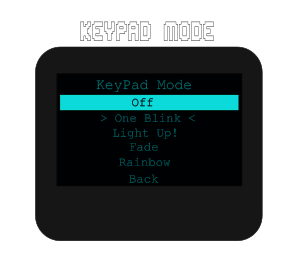 KEYPAD MODE
KeyPad Mode
Off
> One Blink <
Light Up!
Fade
Rainbow
Back